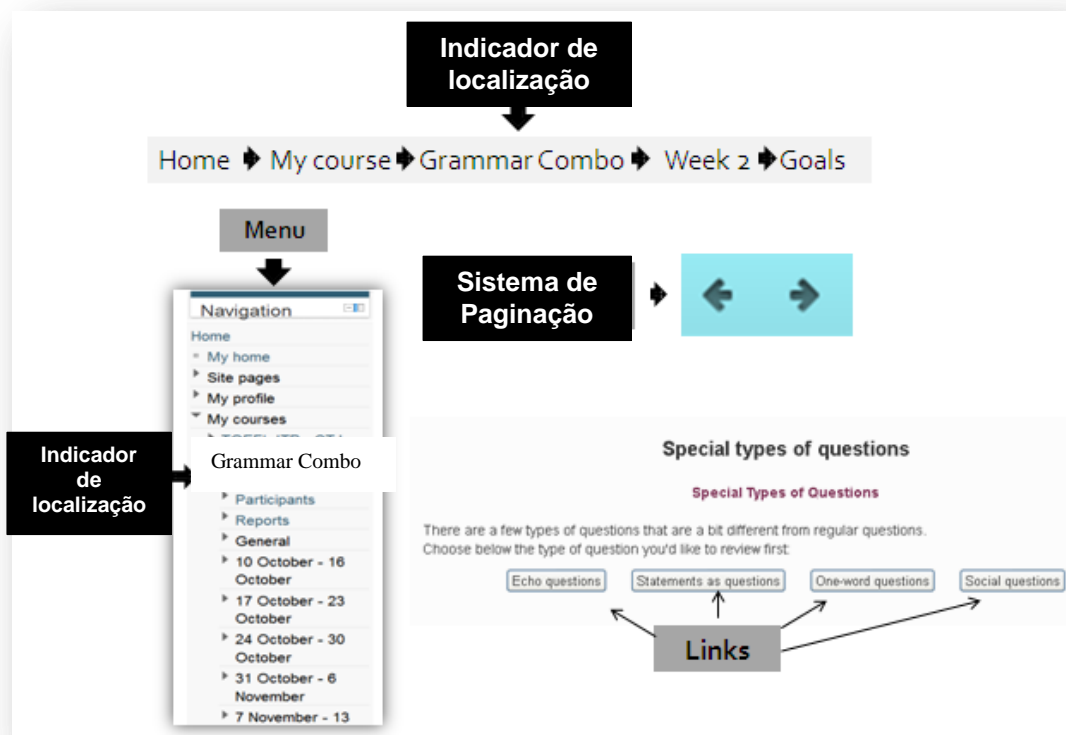 Indicador de
localização
Home My course Grammar Combo Week 2 Goals
Menu
Navigation
Home
My home
Site pages
My profile
My courses
Grammar Combo
Participants
Reports
General
10 October - 16
October
17 October - 23
October
24 October - 30
October
31 October - 6
November
7 November - 13
Indicador
de
localização
Sistema de
Paginação
Special types of questions
Special Types of Questions
There are a few types of questions that are a bit different from regular questions.
Choose below the type of question you'd like to review first:
Echo questions Statements as questions One-word questions Social questions
Links